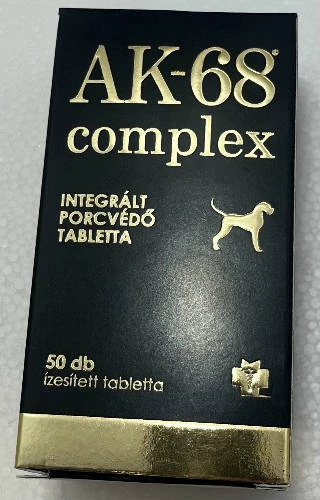 AK-68®
complex
INTEGRÁLT
PORCVÉDŐ
TABLETTA
50 db
ízesített tabletta